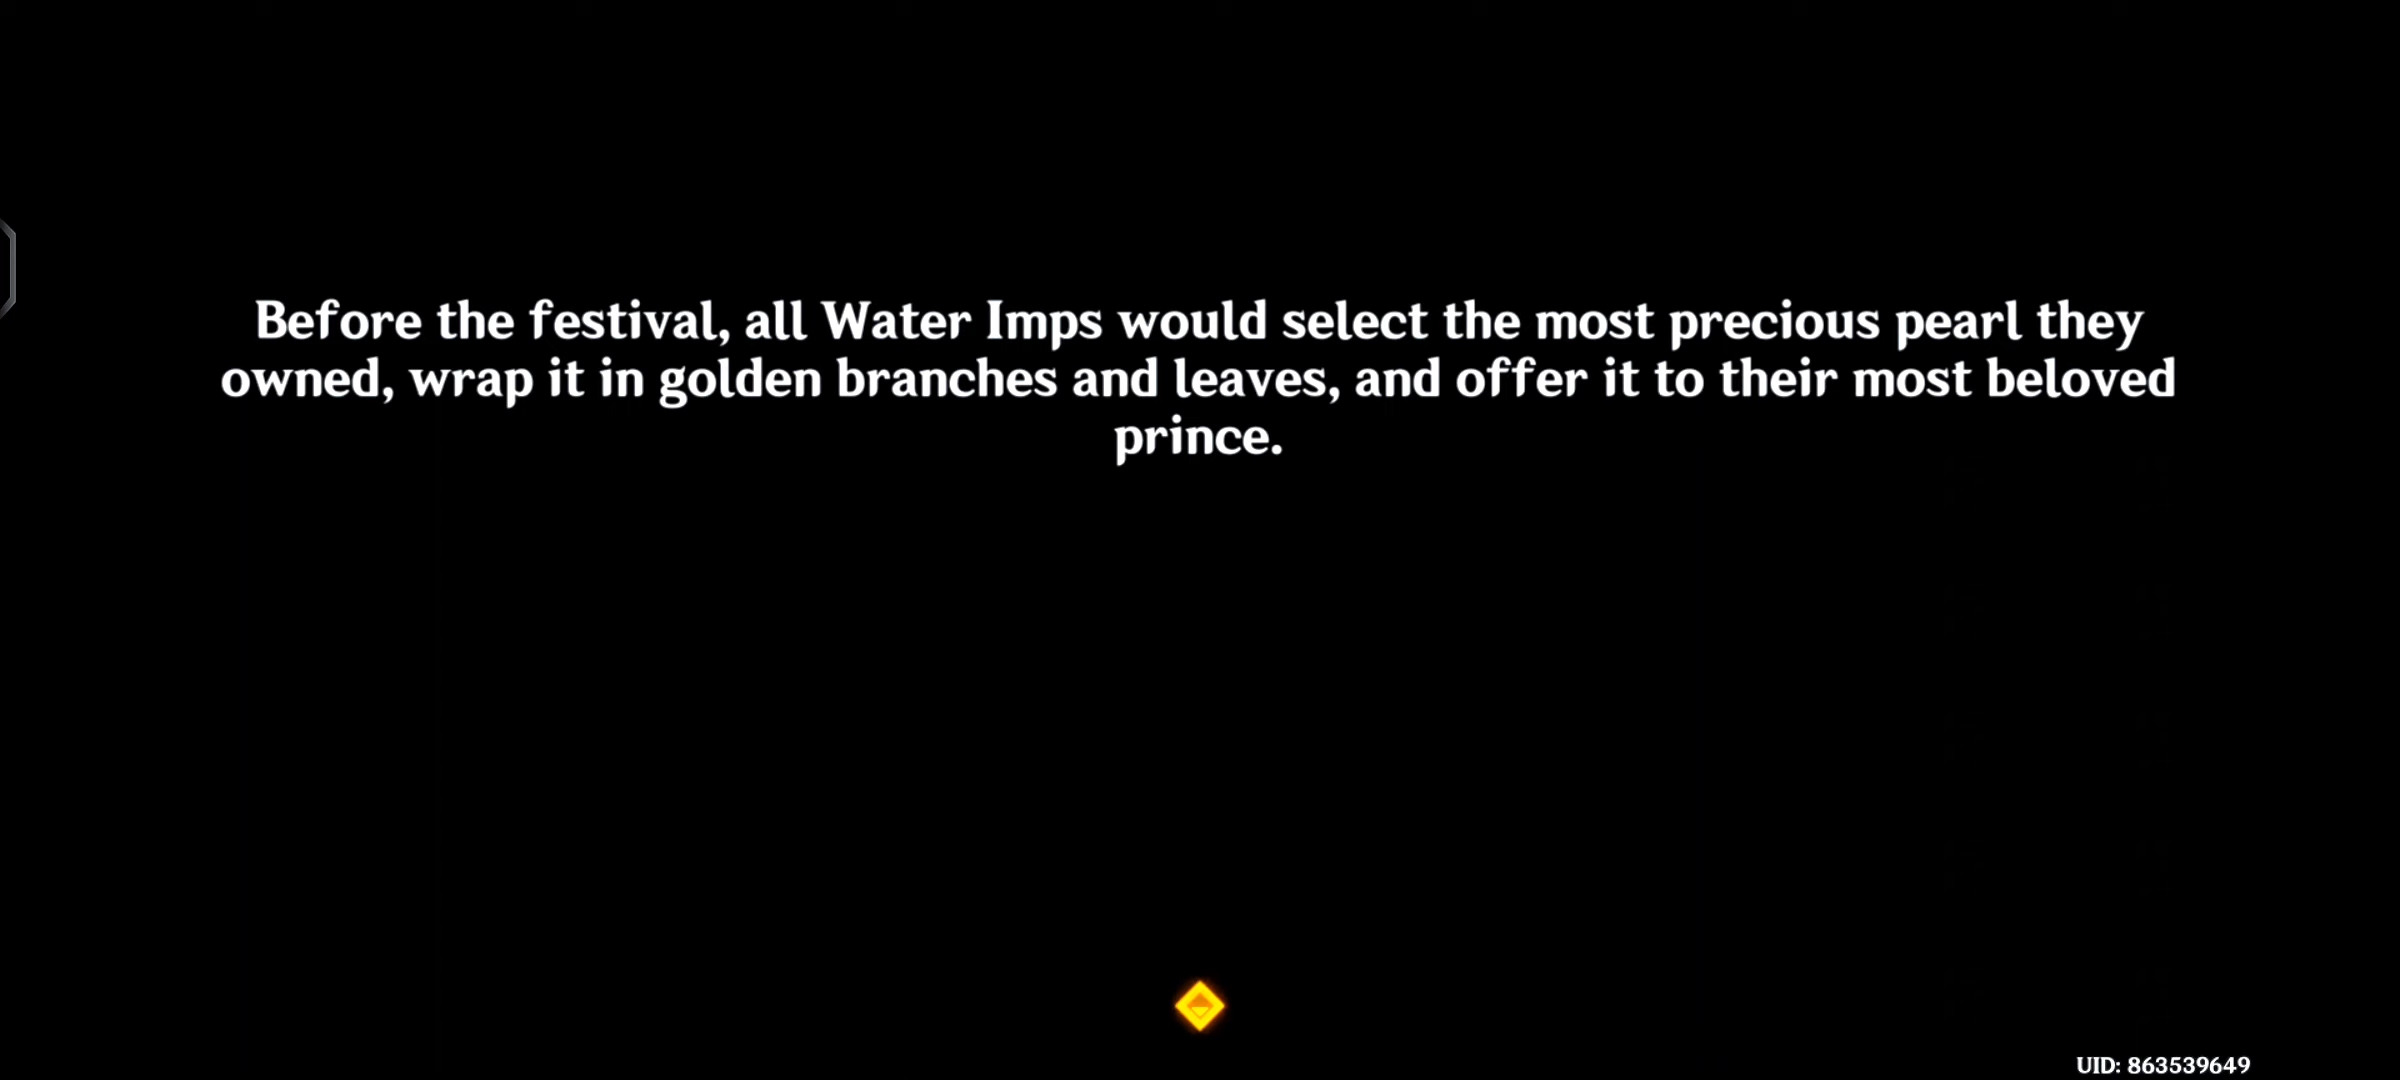 Before the festival, all Water Imps would select the most precious pearl they
owned, wrap it in golden branches and leaves, and offer it to their most beloved
prince.
UID: 863539649